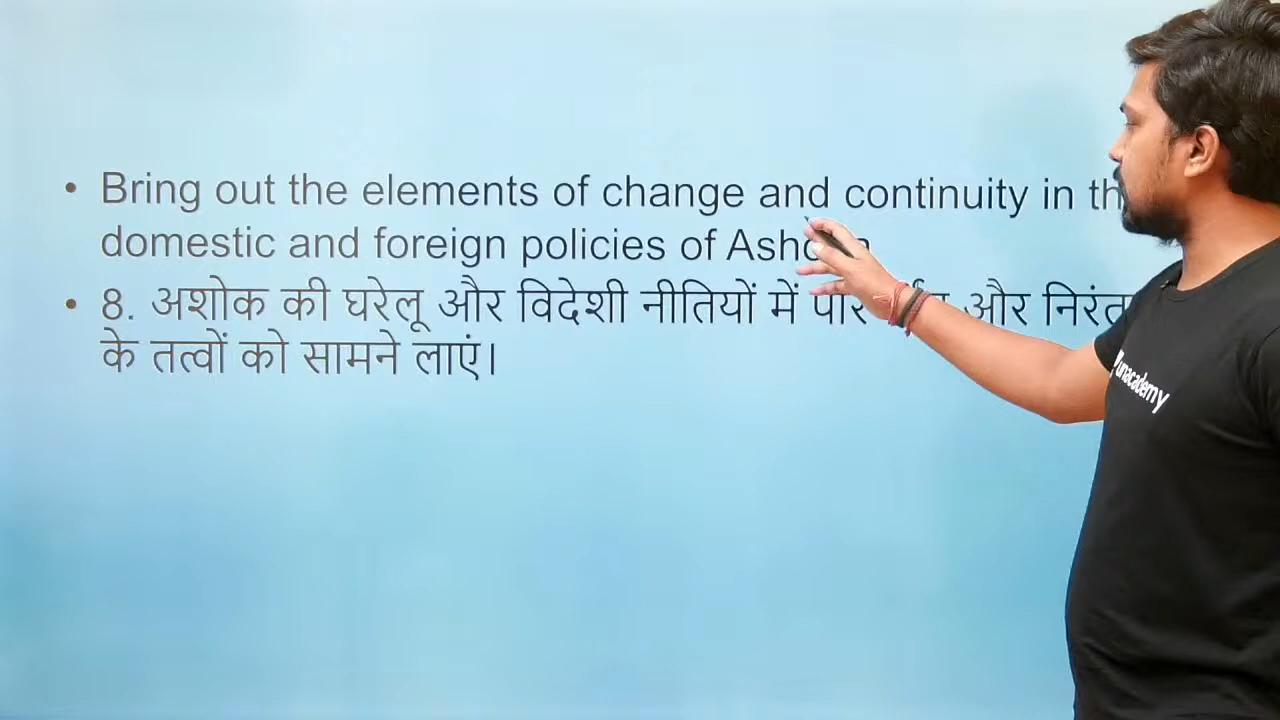 Bring out the elements of change and continuity in
domestic and foreign policies of
8. अशोक की घरेलू और विदेशी नीतियों में और
के तत्वों को सामने लाएं।
unacademy